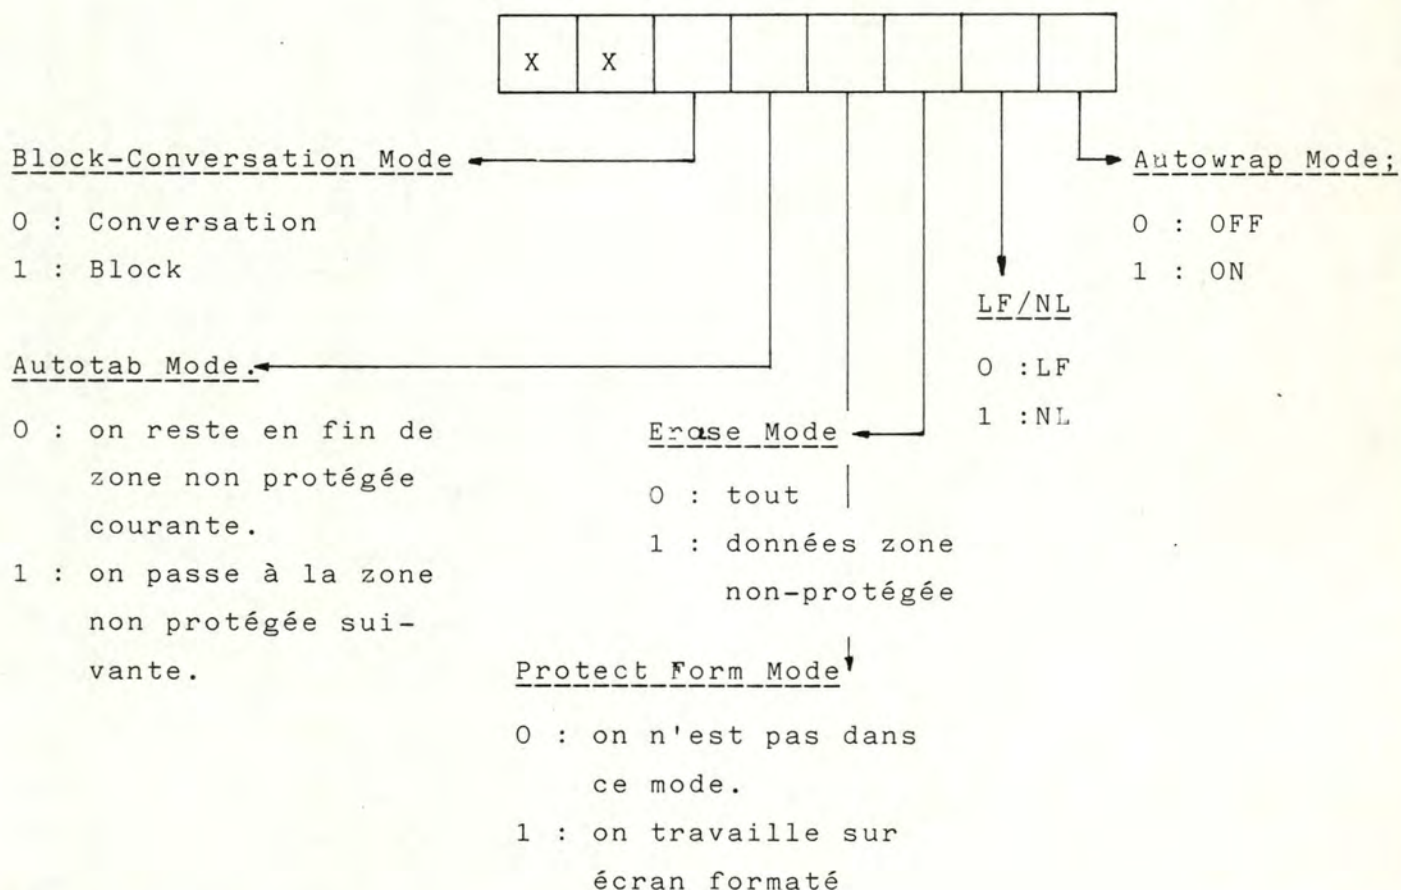 X X
Block-Conversation Mode
0 : Conversation
1 : Block
Autowrap Mode;
0 : OFF
1 : ON
LF/NL
0 :LF
1 :NL
Autotab Mode.
0 : on reste en fin de
zone non protégée
courante.
1 : on passe à la zone
non protégée sui-
vante.
Erase Mode
0 : tout
1 : données zone
non-protégée
Protect Form Mode
0 : on n'est pas dans
ce mode.
1 : on travaille sur
écran formaté